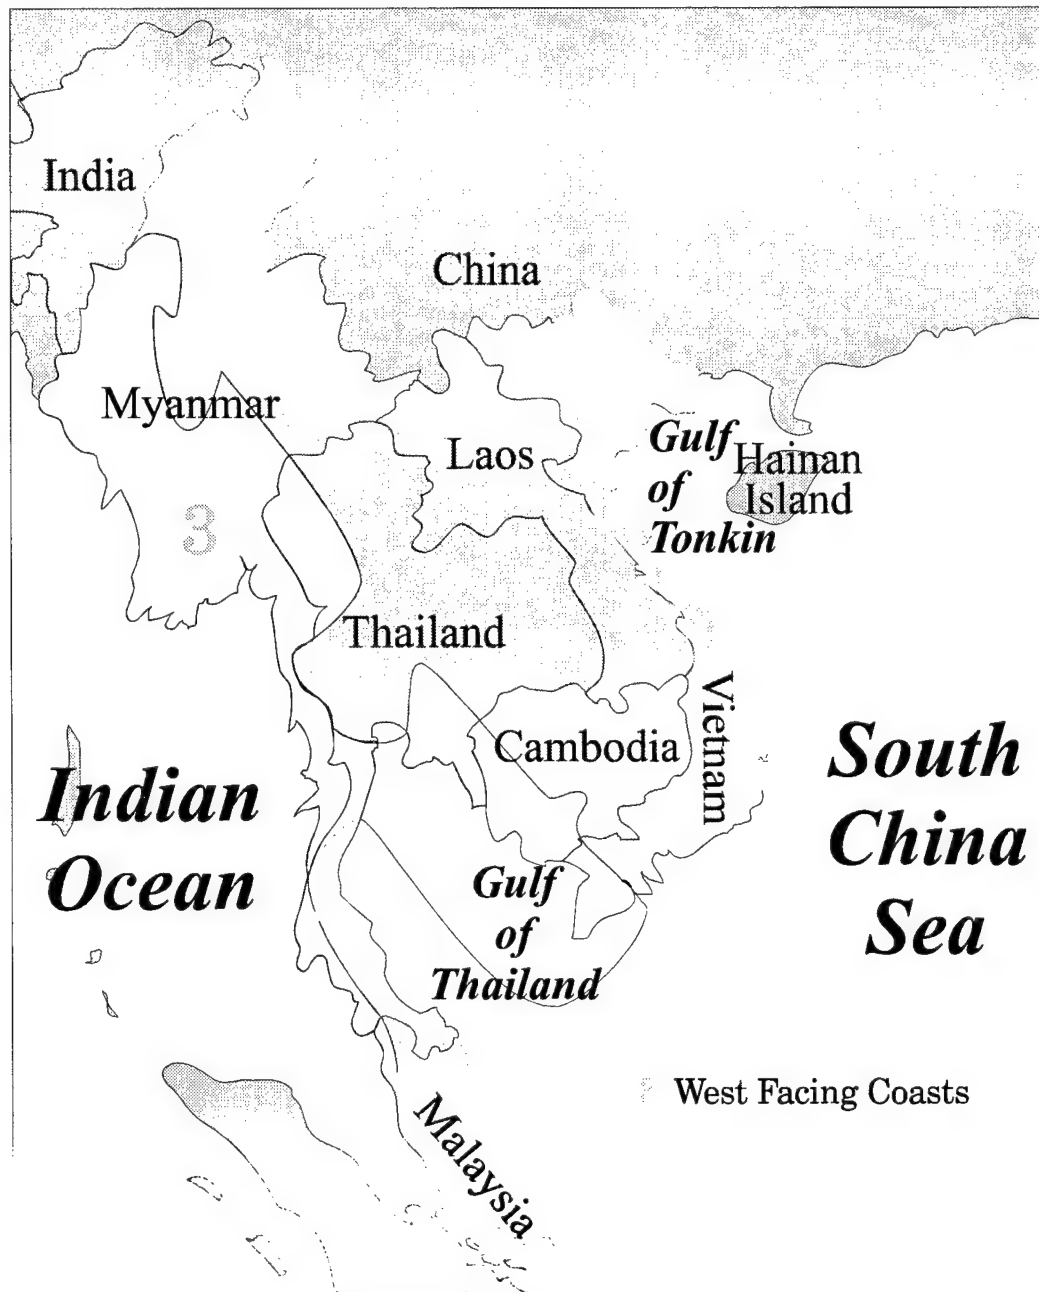 India
China
Myanmar
Laos
Gulf
of
Tonkin
Hainan
Island
3
Thailand
Vietnam
Cambodia
Indian
Ocean
South
China
Sea
Gulf
of
Thailand
West Facing Coasts
Malaysia